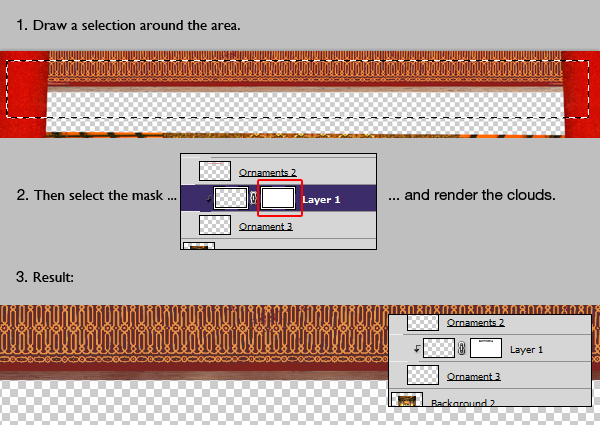 1. Draw a selection around the area.
2. Then select the mask ...
Ornaments 2
Layer 1
Ornament 3
... and render the clouds.
3. Result:
Ornaments 2
Layer 1
Ornament 3
Background 2